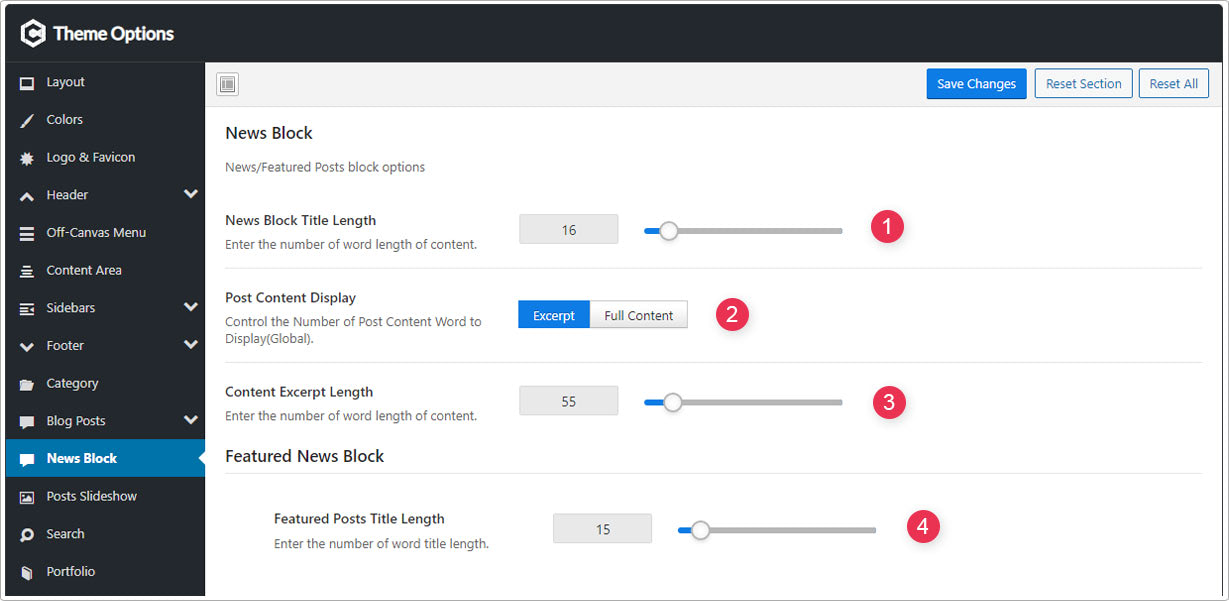 Theme Options
Layout
Colors
Logo & Favicon
Header
Off-Canvas Menu
Content Area
Sidebars
Footer
Category
Blog Posts
News Block
Posts Slideshow
Search
Portfolio
Save Changes Reset Section Reset All
News Block
News/Featured Posts block options
News Block Title Length
Enter the number of word length of content.
16
1
Post Content Display
Control the Number of Post Content Word to
Display(Global).
Excerpt Full Content
2
Content Excerpt Length
Enter the number of word length of content.
55
3
Featured News Block
Featured Posts Title Length
Enter the number of word title length.
15
4